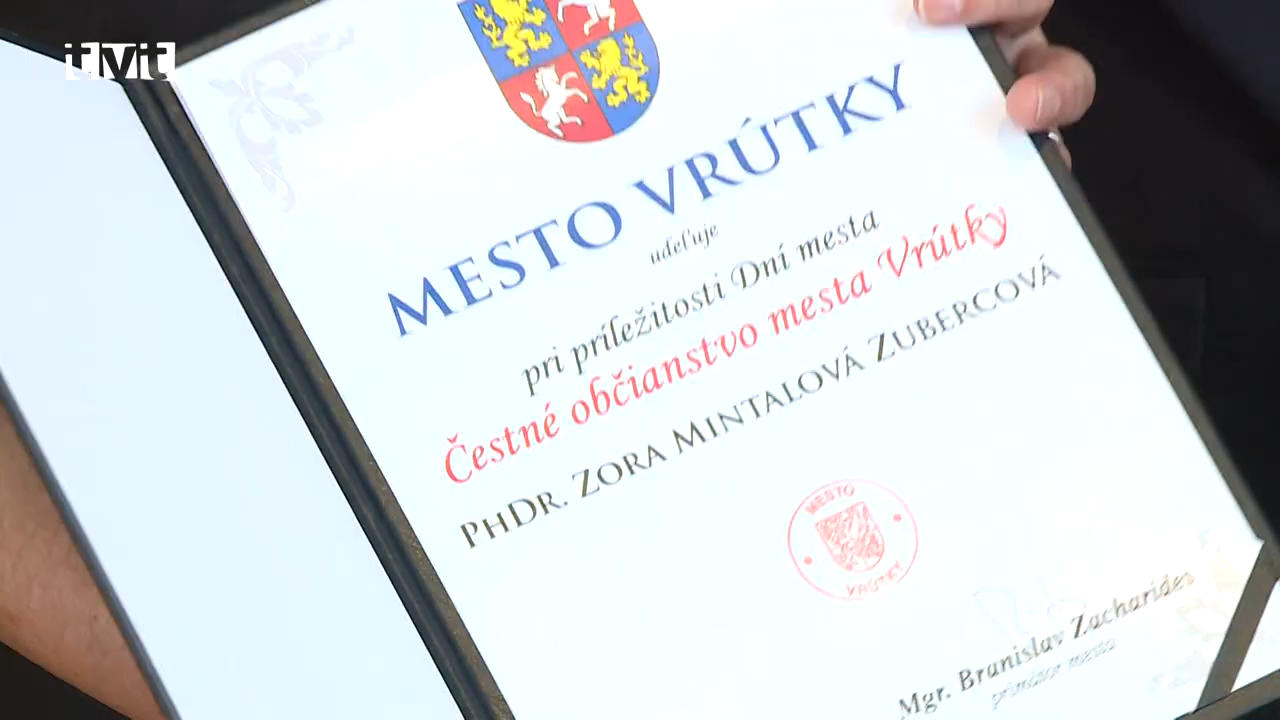 itvit
MESTO VRÚTKY
udeľuje
pri príležitosti Dní mesta
Čestné občianstvo mesta Vrútky
PHDR. ZORA MINTALOVÁ ZUBERCOVÁ
MESTO
VRÚTKY
Mgr. Branislav Zacharides
primátor mesta